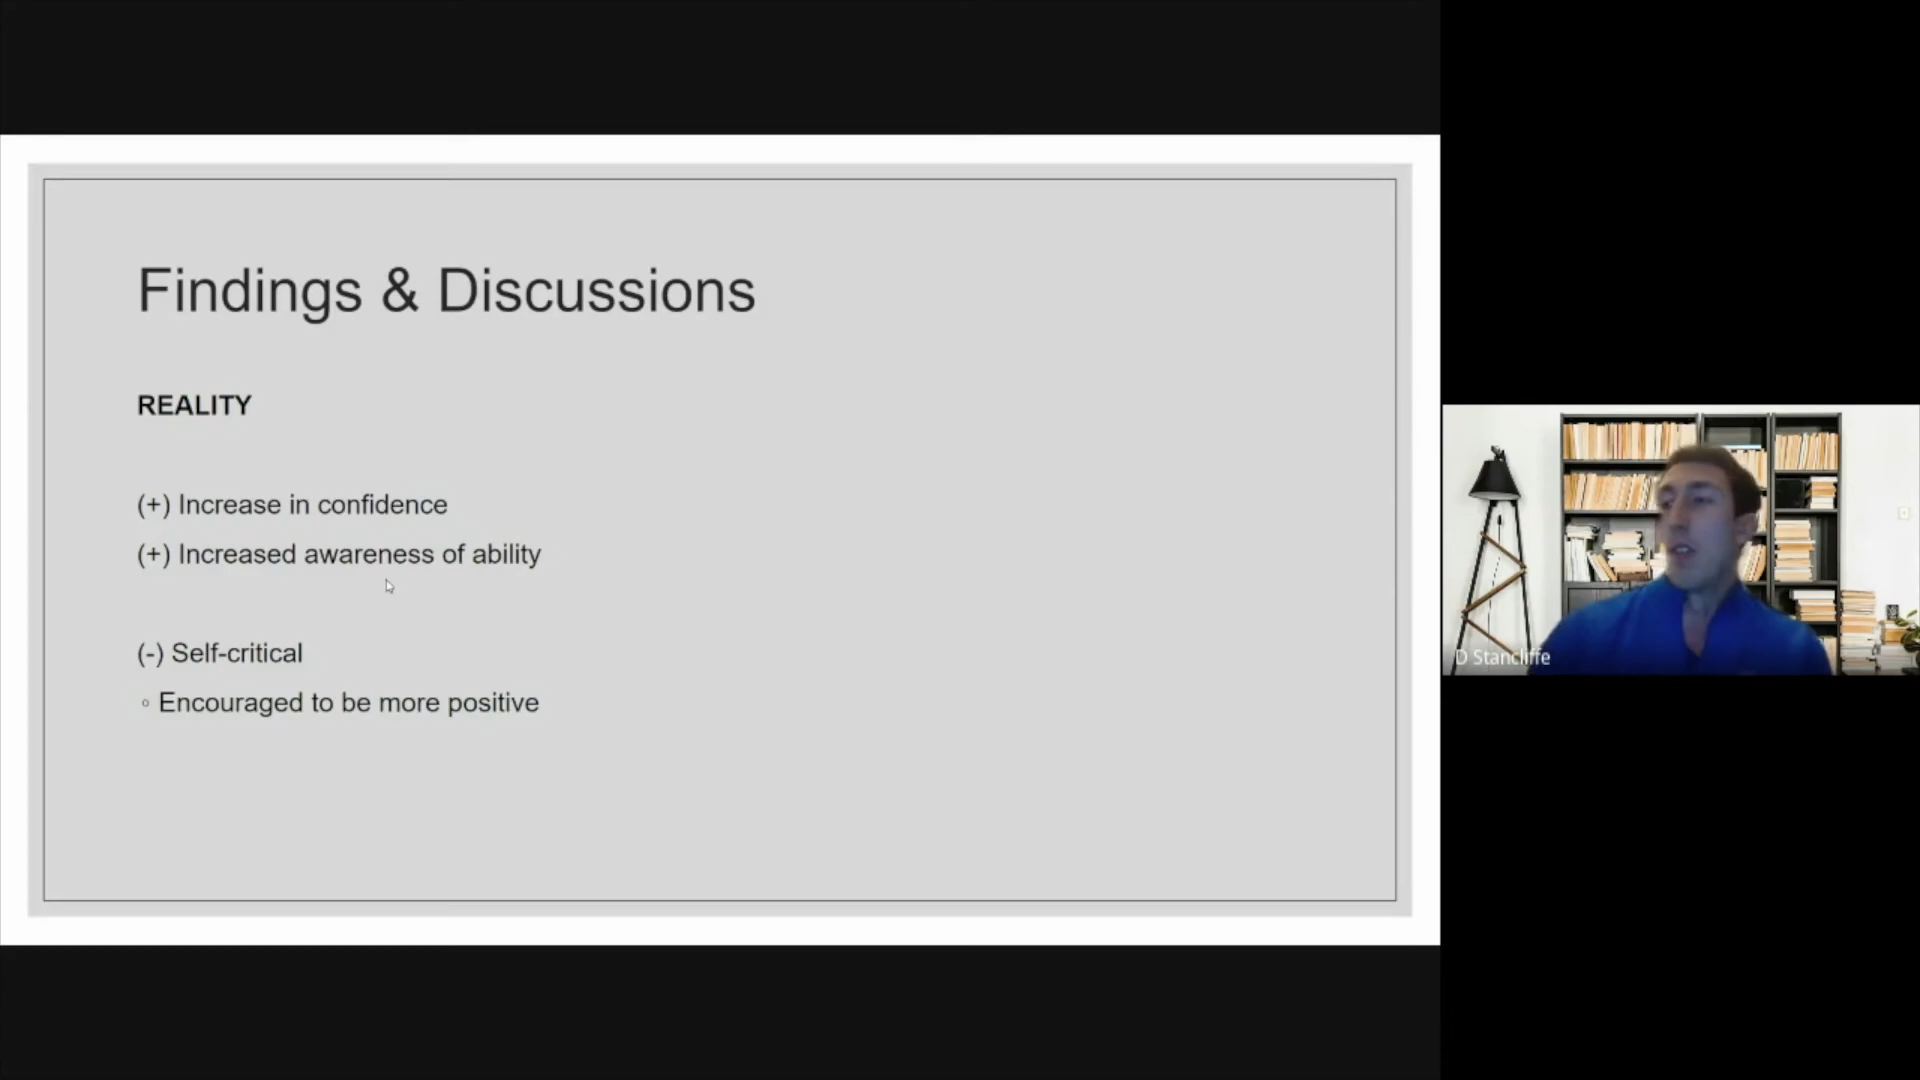 Findings & Discussions
REALITY
(+) Increase in confidence
(+) Increased awareness of ability
(-) Self-critical
◦ Encouraged to be more positive
D Stancliffe